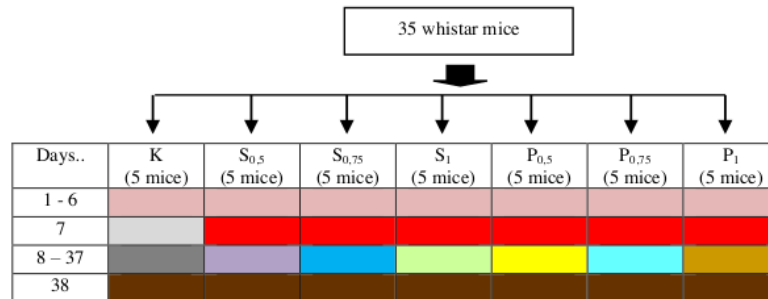 35 whistar mice
Days.. K S0,5 S0,75 S1 P0,5 P0,75 P1
(5 mice) (5 mice) (5 mice) (5 mice) (5 mice) (5 mice) (5 mice)
1 - 6
7
8 – 37
38